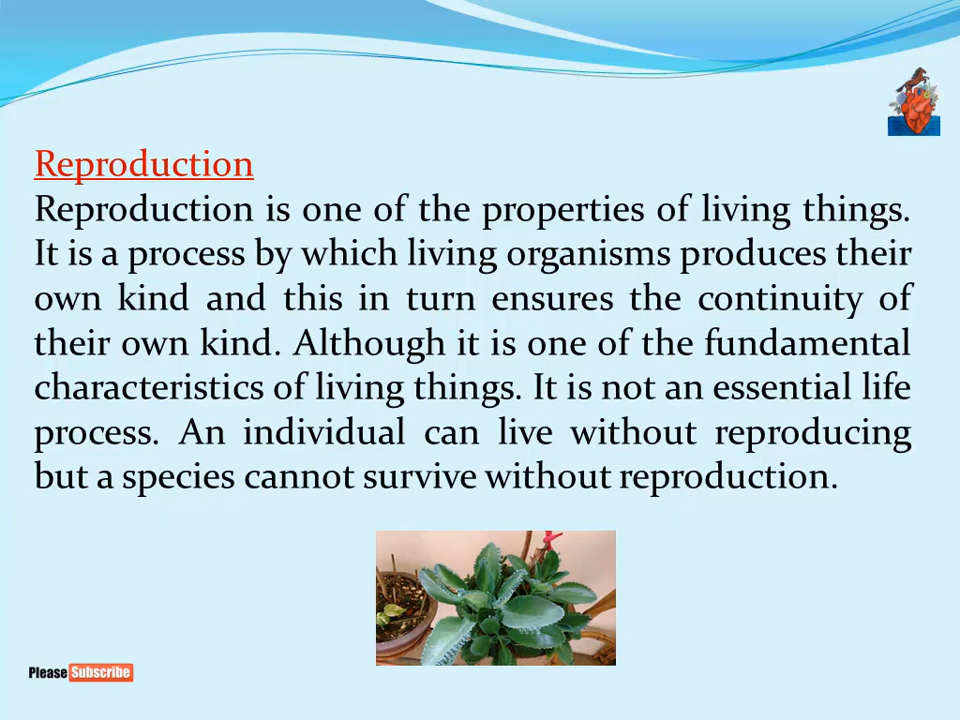 Reproduction
Reproduction is one of the properties of living things.
It is a process by which living organisms produces their
own kind and this in turn ensures the continuity of
their own kind. Although it is one of the fundamental
characteristics of living things. It is not an essential life
process. An individual can live without reproducing
but a species cannot survive without reproduction.
Please Subscribe